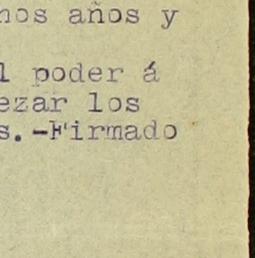 nos años y
l poder á
ezar los
s.-Firmado